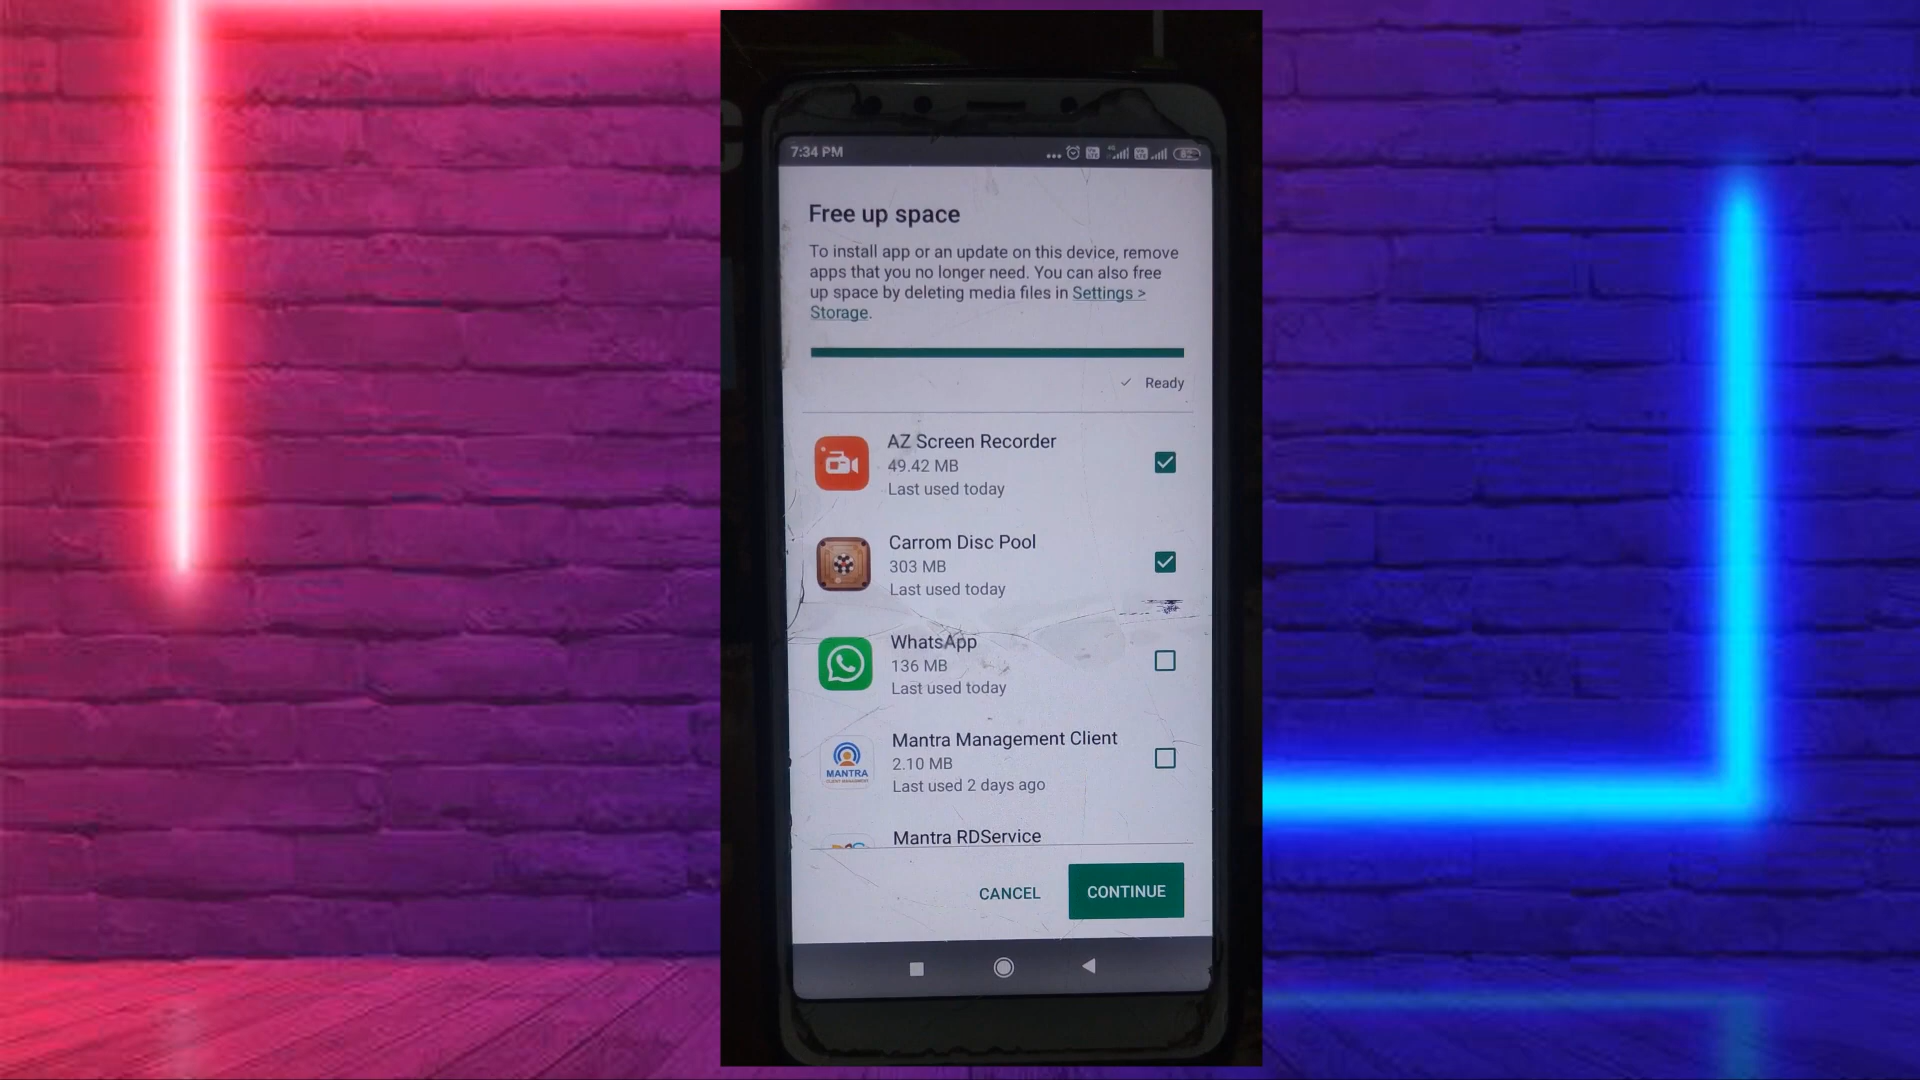 7:34 PM
82
Free up space
To install app or an update on this device, remove
apps that you no longer need. You can also free
up space by deleting media files in Settings >
Storage.
Ready
AZ Screen Recorder
49.42 MB
Last used today
Carrom Disc Pool
303 MB
Last used today
WhatsApp
136 MB
Last used today
Mantra Management Client
2.10 MB
Last used 2 days ago
MANTRA
Mantra RDService
CANCEL
CONTINUE